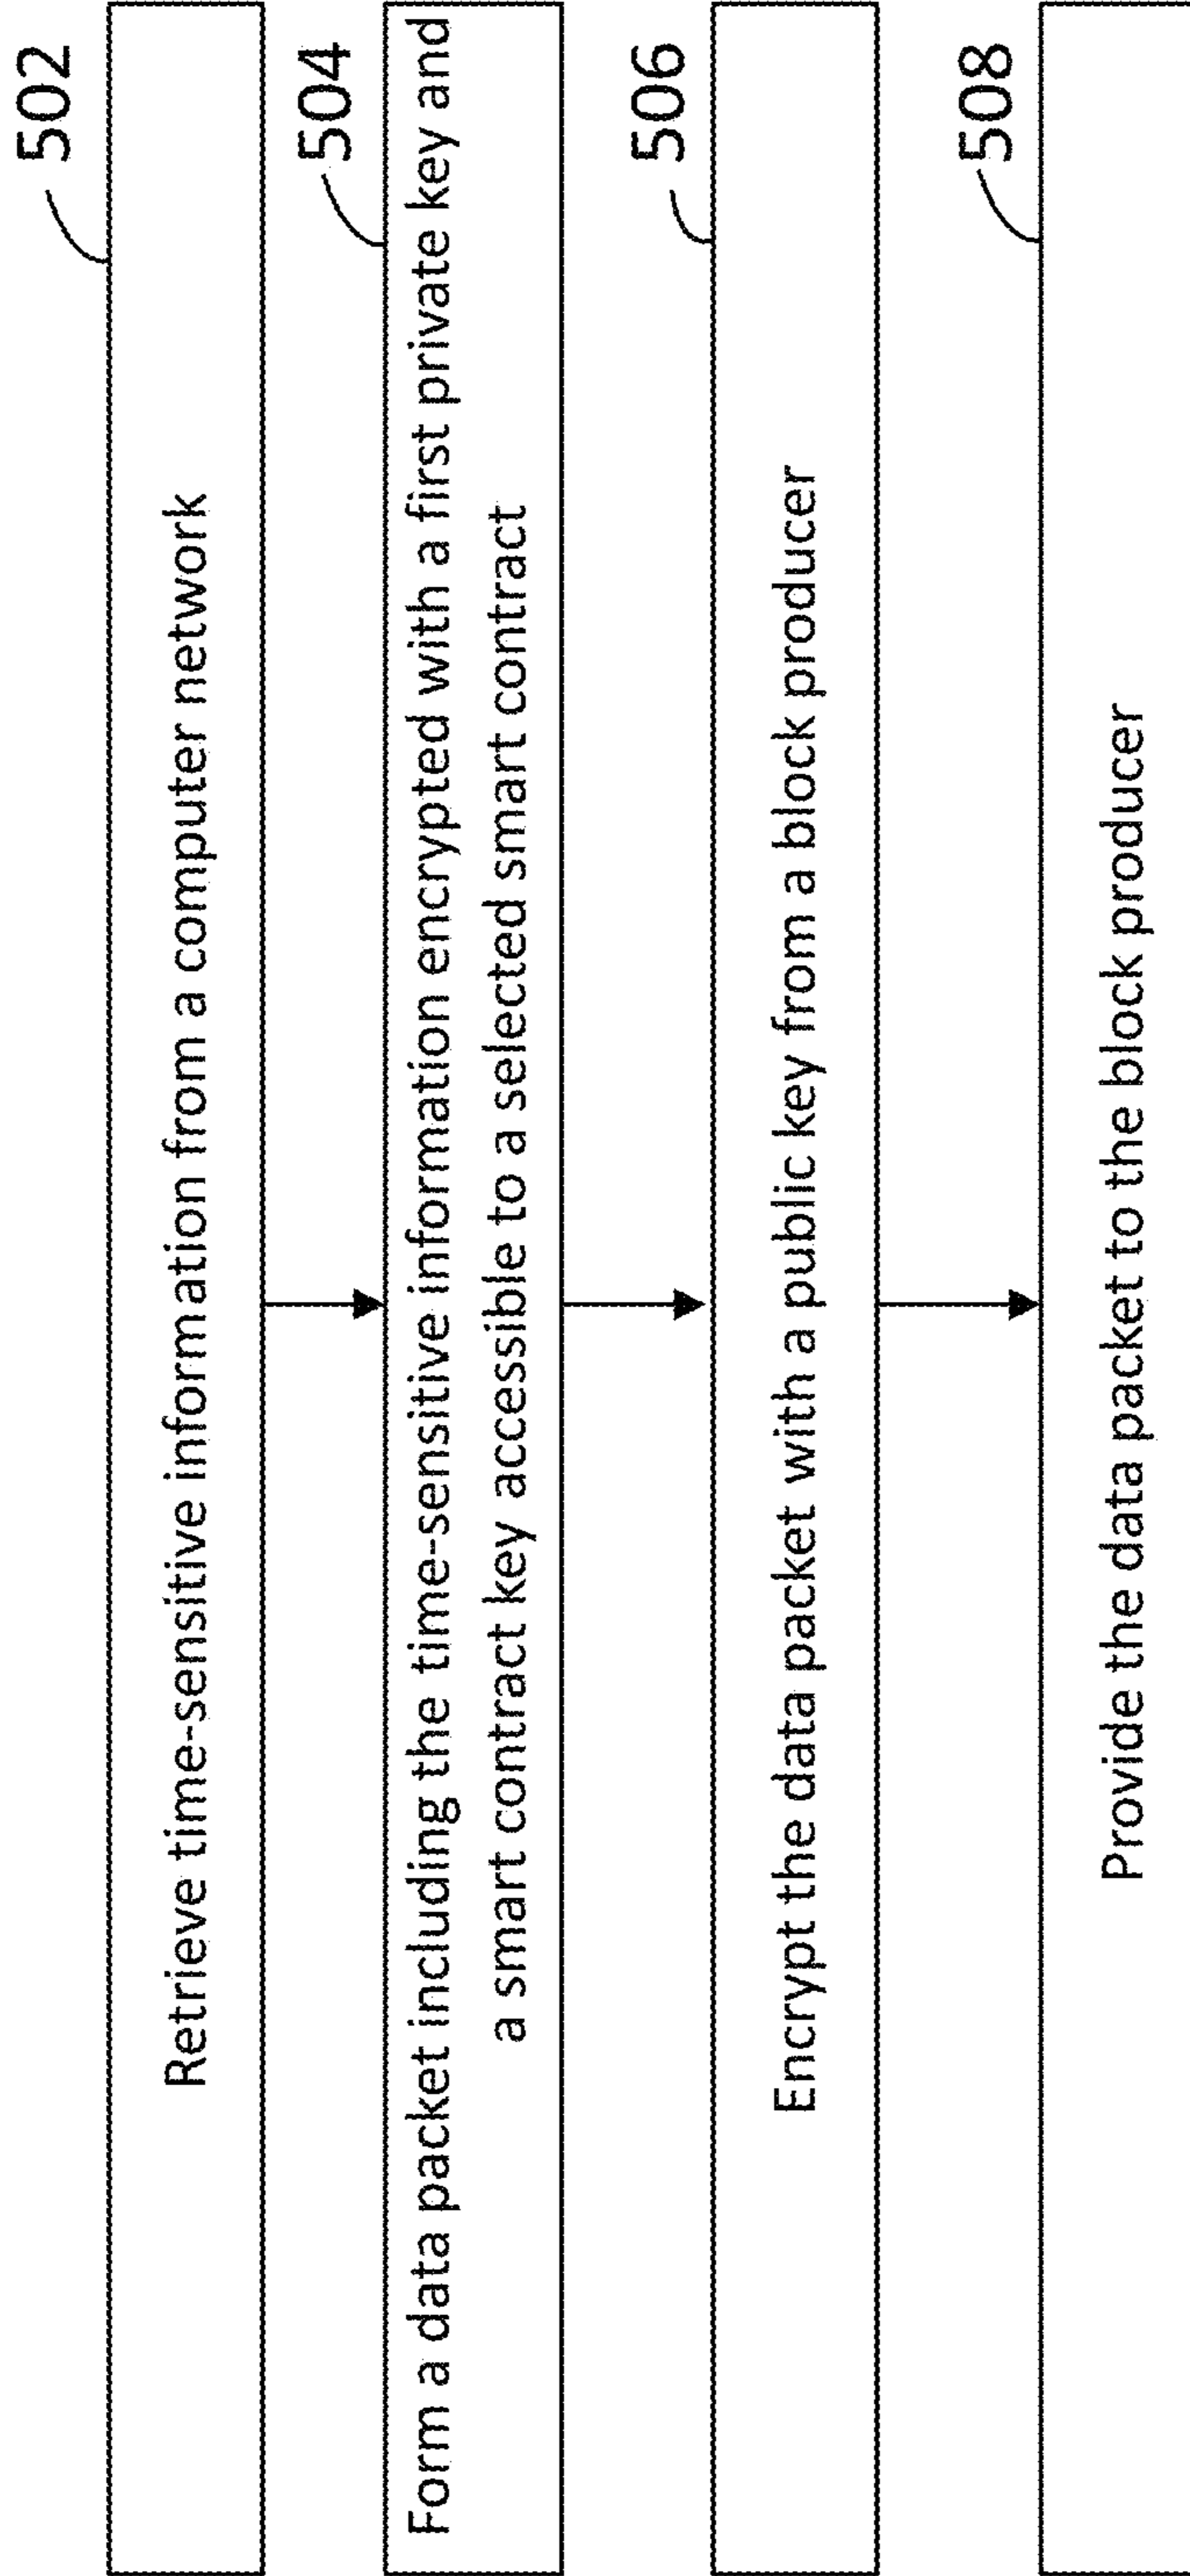 502
Retrieve time-sensitive information from a computer network
504
Form a data packet including the time-sensitive information encrypted with a first private key and
a smart contract key accessible to a selected smart contract
506
Encrypt the data packet with a public key from a block producer
508
Provide the data packet to the block producer